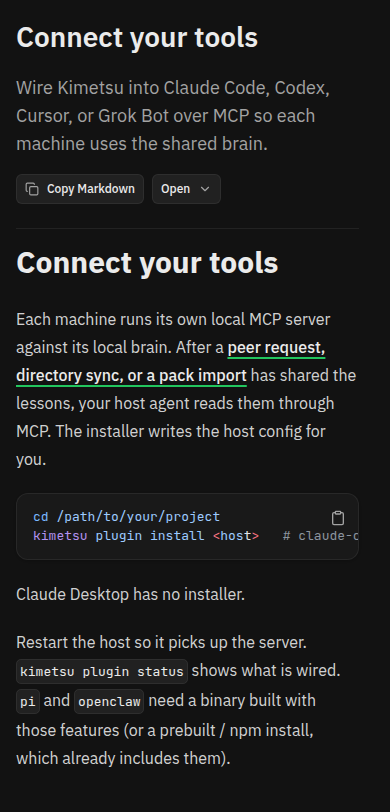 Connect your tools
Wire Kimetsu into Claude Code, Codex,
Cursor, or Grok Bot over MCP so each
machine uses the shared brain.
Copy Markdown
Open
Connect your tools
Each machine runs its own local MCP server
against its local brain. After a peer request,
directory sync, or a pack import has shared the
lessons, your host agent reads them through
MCP. The installer writes the host config for
you.
cd /path/to/your/project
kimetsu plugin install <host>   # claude-c
Claude Desktop has no installer.
Restart the host so it picks up the server.
kimetsu plugin status shows what is wired.
pi and openclaw need a binary built with
those features (or a prebuilt / npm install,
which already includes them).